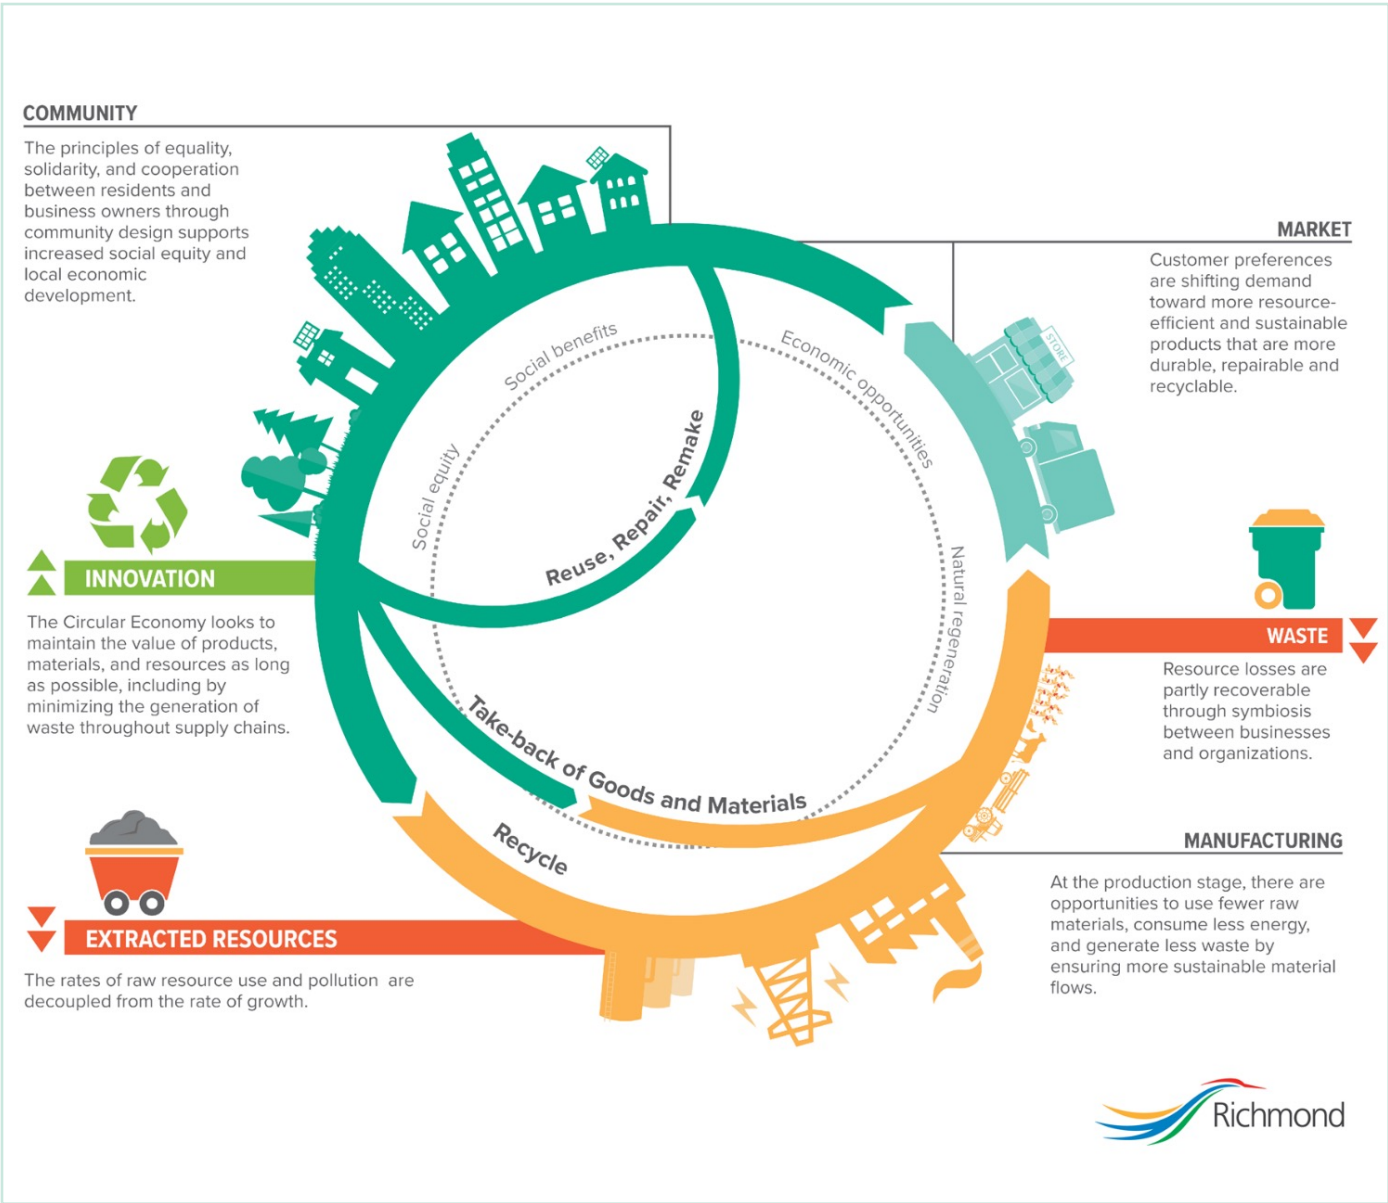 COMMUNITY
The principles of equality,
solidarity, and cooperation
between residents and
business owners through
community design supports
increased social equity and
local economic
development.
MARKET
Customer preferences
are shifting demand
toward more resource-
efficient and sustainable
products that are more
durable, repairable and
recyclable.
STORE
Social benefits
Economic opportunities
Social equity
Natural regeneration
Reuse, Repair, Remake
Take-back of Goods and Materials
Recycle
INNOVATION
The Circular Economy looks to
maintain the value of products,
materials, and resources as long
as possible, including by
minimizing the generation of
waste throughout supply chains.
WASTE
Resource losses are
partly recoverable
through symbiosis
between businesses
and organizations.
EXTRACTED RESOURCES
The rates of raw resource use and pollution are
decoupled from the rate of growth.
MANUFACTURING
At the production stage, there are
opportunities to use fewer raw
materials, consume less energy,
and generate less waste by
ensuring more sustainable material
flows.
Richmond